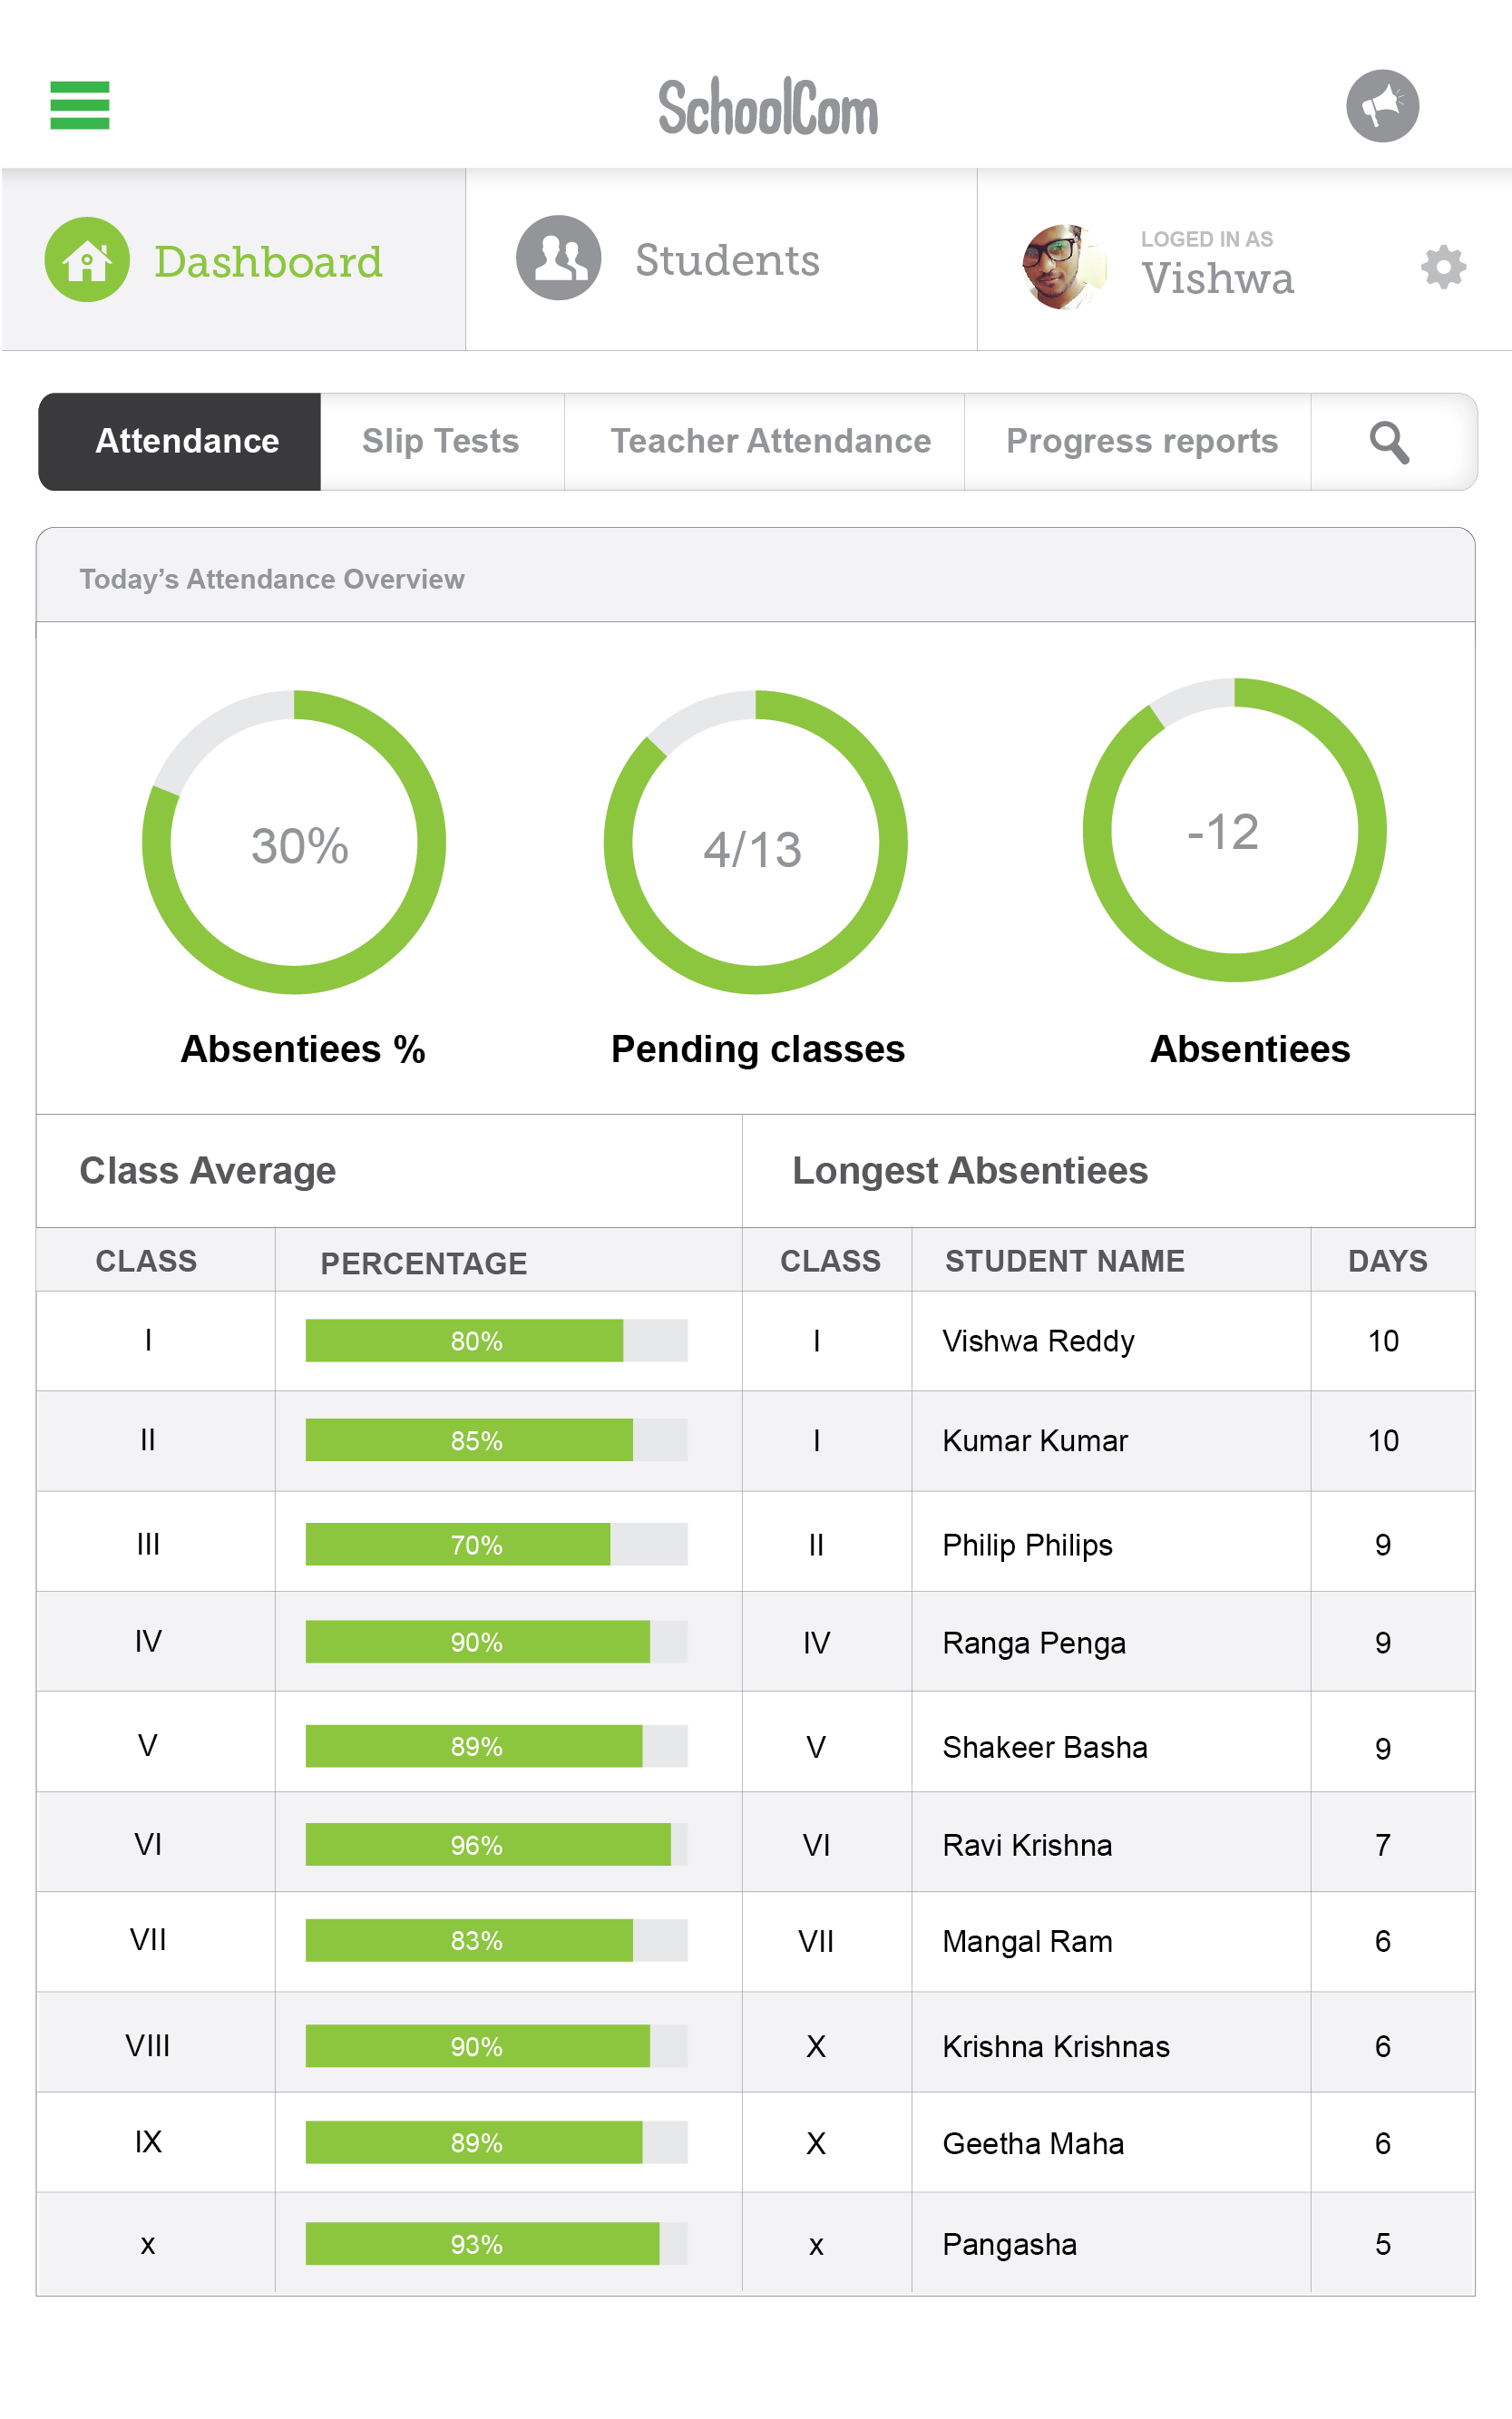 SchoolCom
Dashboard
Students
LOGED IN AS
Vishwa
Attendance Slip Tests Teacher Attendance Progress reports
Today's Attendance Overview
30% 4/13 -12
Absentiees % Pending classes Absentiees
Class Average Longest Absentiees
CLASS PERCENTAGE CLASS STUDENT NAME DAYS
I 80% I Vishwa Reddy 10
II 85% I Kumar Kumar 10
III 70% II Philip Philips 9
IV 90% IV Ranga Penga 9
V 89% V Shakeer Basha 9
VI 96% VI Ravi Krishna 7
VII 83% VII Mangal Ram 6
VIII 90% X Krishna Krishnas 6
IX 89% X Geetha Maha 6
x 93% x Pangasha 5